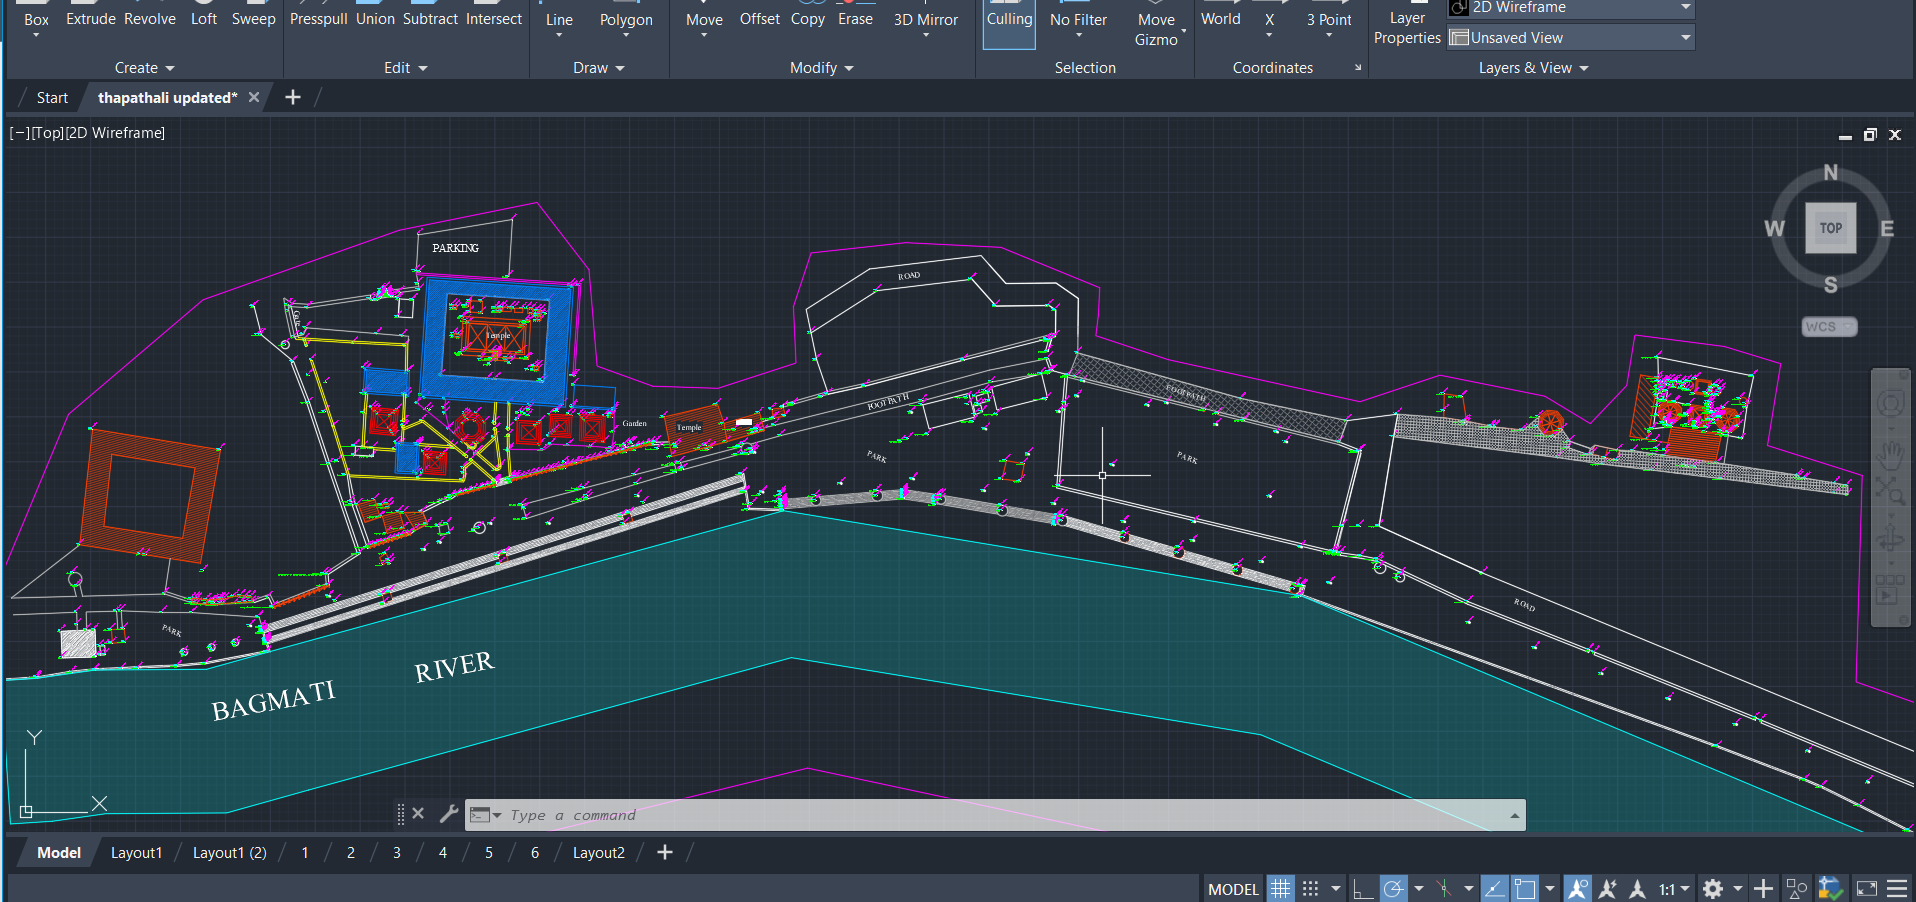 Box Extrude Revolve Loft Sweep Presspull Union Subtract Intersect Line Polygon Move Offset Copy Erase 3D Mirror Culling No Filter Move Gizmo World X 3 Point Layer Properties 2D Wireframe
Unsaved View
Create Edit Draw Modify Selection Coordinates Layers & View
Start thapathali updated* +
[−][Top][2D Wireframe]
N
W TOP E
S
WCS
PARKING
ROAD
Gate
Temple
FOOTPATH
FOOTPATH
Garden
Temple
PARK
PARK
ROAD
PARK
RIVER
BAGMATI
Y
X
Type a command
Model Layout1 Layout1 (2) 1 2 3 4 5 6 Layout2 +
MODEL 1:1